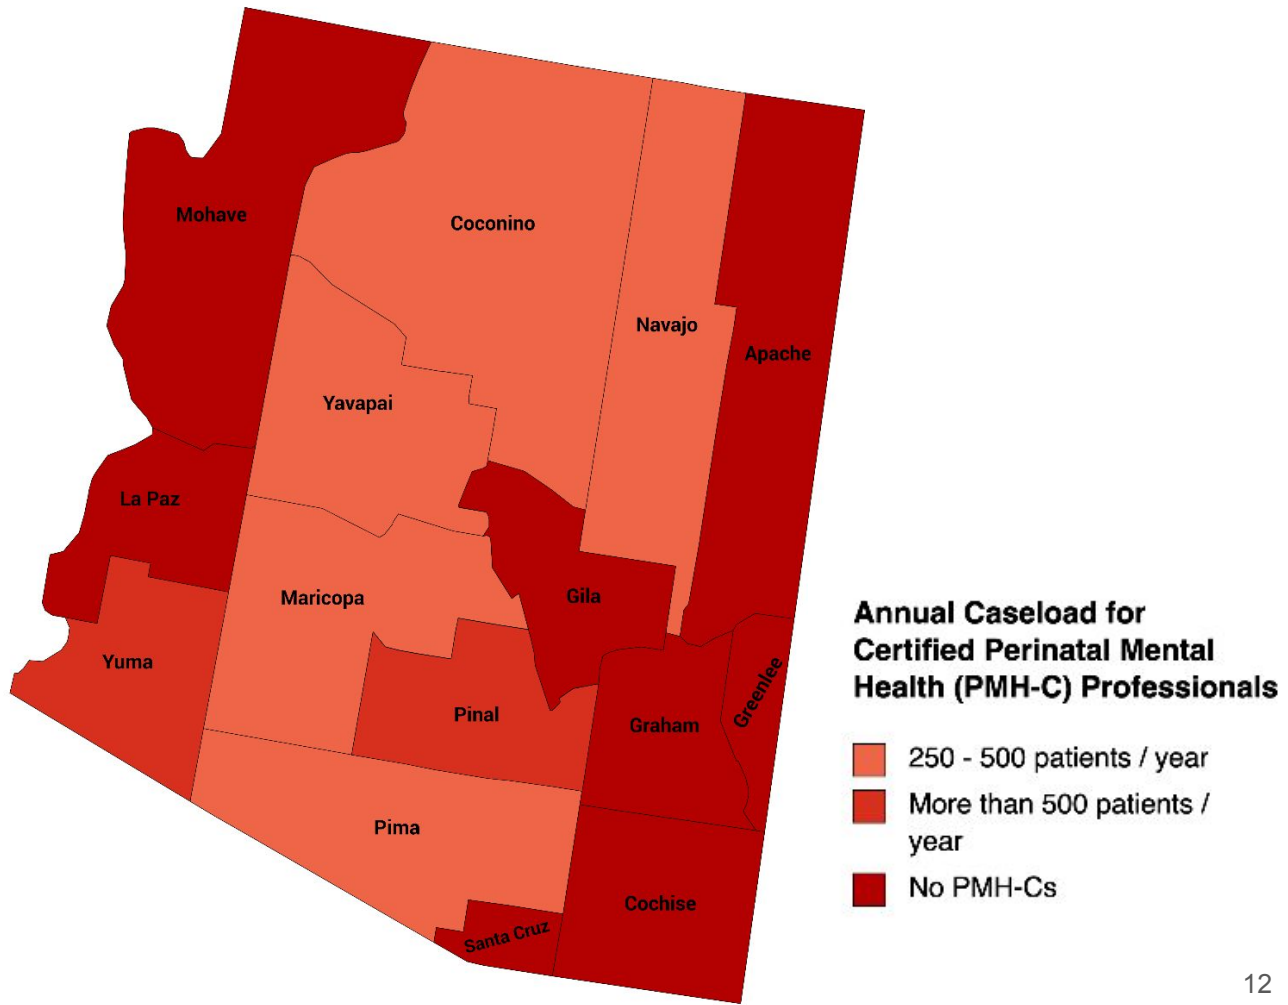 Mohave
Coconino
Navajo
Apache
Yavapai
La Paz
Maricopa
Gila
Yuma
Pinal
Graham
Greenlee
Pima
Cochise
Santa Cruz
Annual Caseload for
Certified Perinatal Mental
Health (PMH-C) Professionals
250 - 500 patients / year
More than 500 patients /
year
No PMH-Cs
12